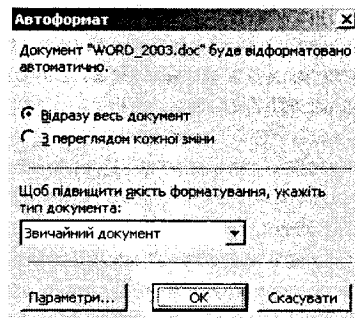 Автоформат
Документ "WORD_2003.doc" буде відформатовано
автоматично.
Відразу весь документ
З переглядом кожної зміни
Щоб підвищити якість форматування, укажіть
тип документа:
Звичайний документ
Параметри... ОК Скасувати